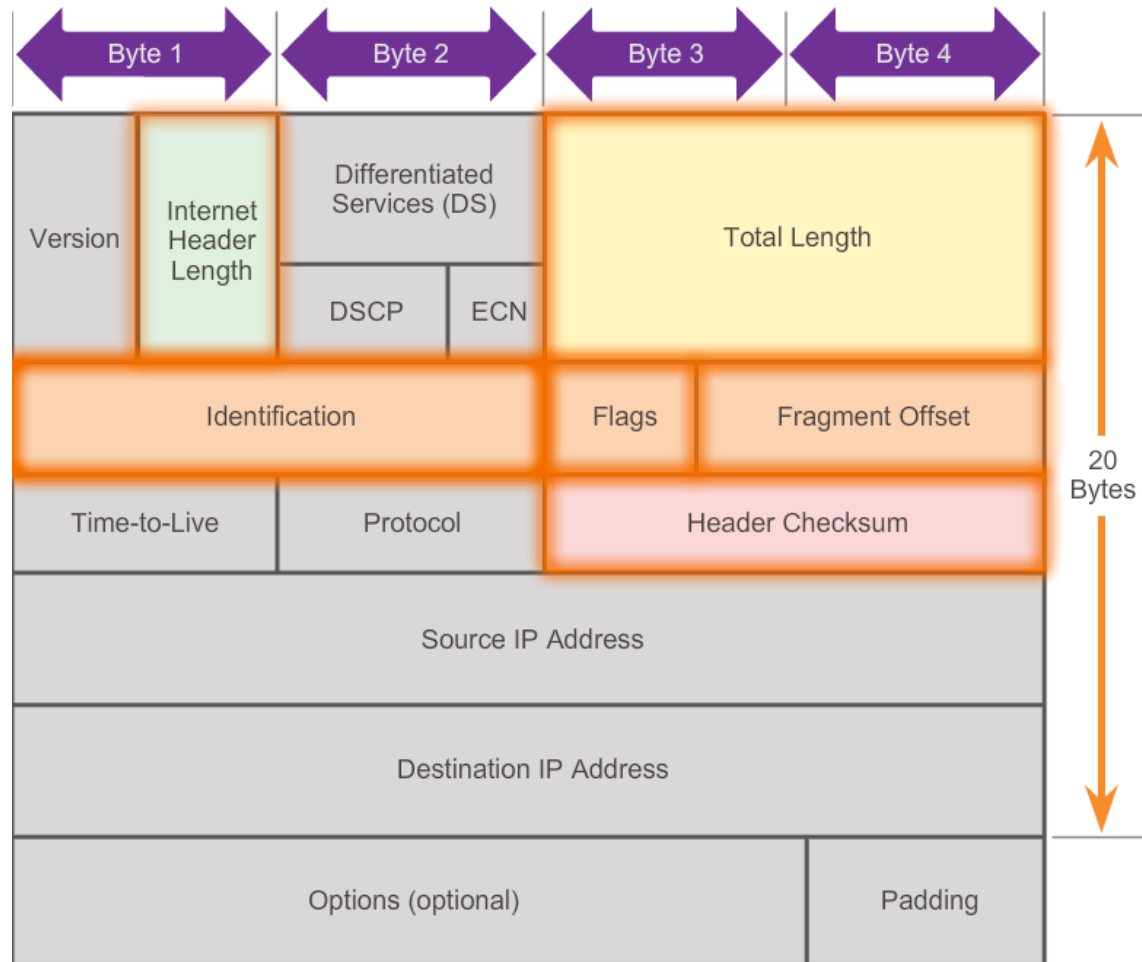 Byte 1
Byte 2
Byte 3
Byte 4
Version
Internet
Header
Length
Differentiated
Services (DS)
DSCP
ECN
Total Length
Identification
Flags
Fragment Offset
20
Bytes
Time-to-Live
Protocol
Header Checksum
Source IP Address
Destination IP Address
Options (optional)
Padding